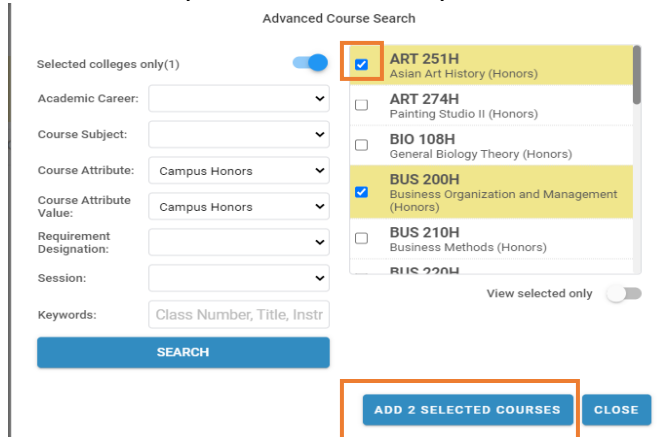 Advanced Course Search
Selected colleges only(1)
Academic Career:
Course Subject:
Course Attribute: Campus Honors
Course Attribute
Value: Campus Honors
Requirement
Designation:
Session:
Keywords: Class Number, Title, Instr
SEARCH
ART 251H
Asian Art History (Honors)
ART 274H
Painting Studio II (Honors)
BIO 108H
General Biology Theory (Honors)
BUS 200H
Business Organization and Management
(Honors)
BUS 210H
Business Methods (Honors)
BUS 220H
View selected only
ADD 2 SELECTED COURSES
CLOSE